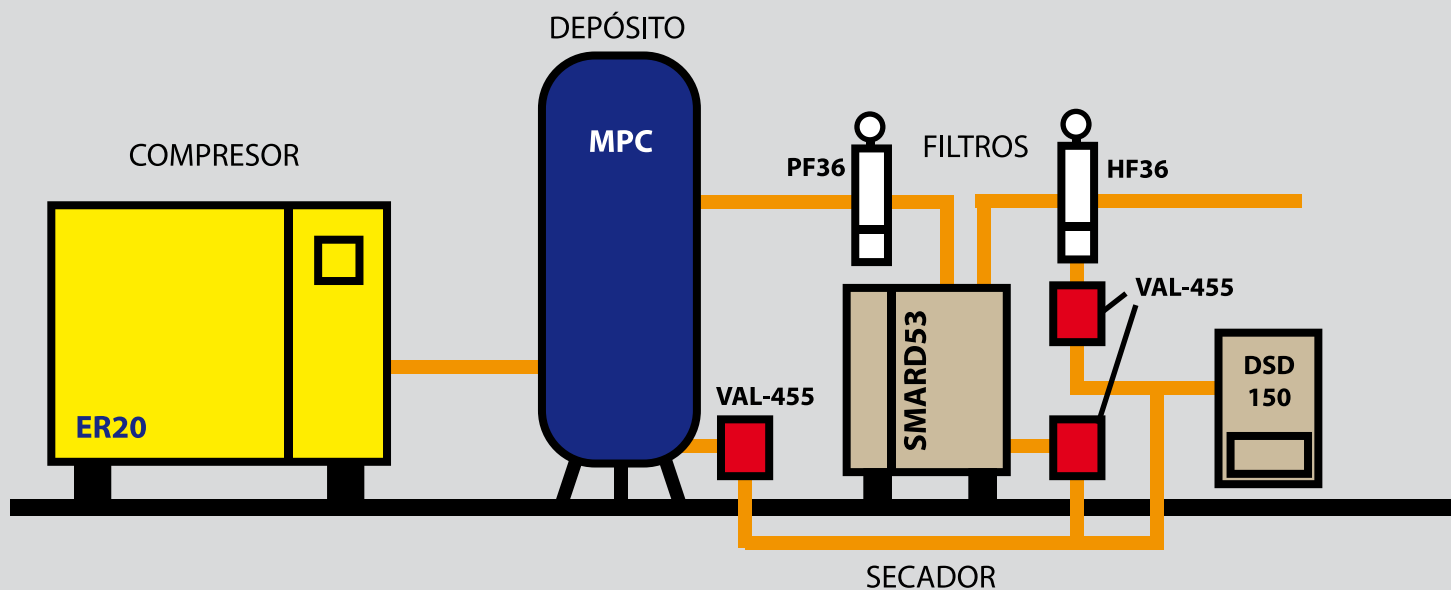 DEPÓSITO
COMPRESOR
MPC
FILTROS
PF36
HF36
VAL-455
SMARD53
DSD
150
VAL-455
ER20
SECADOR